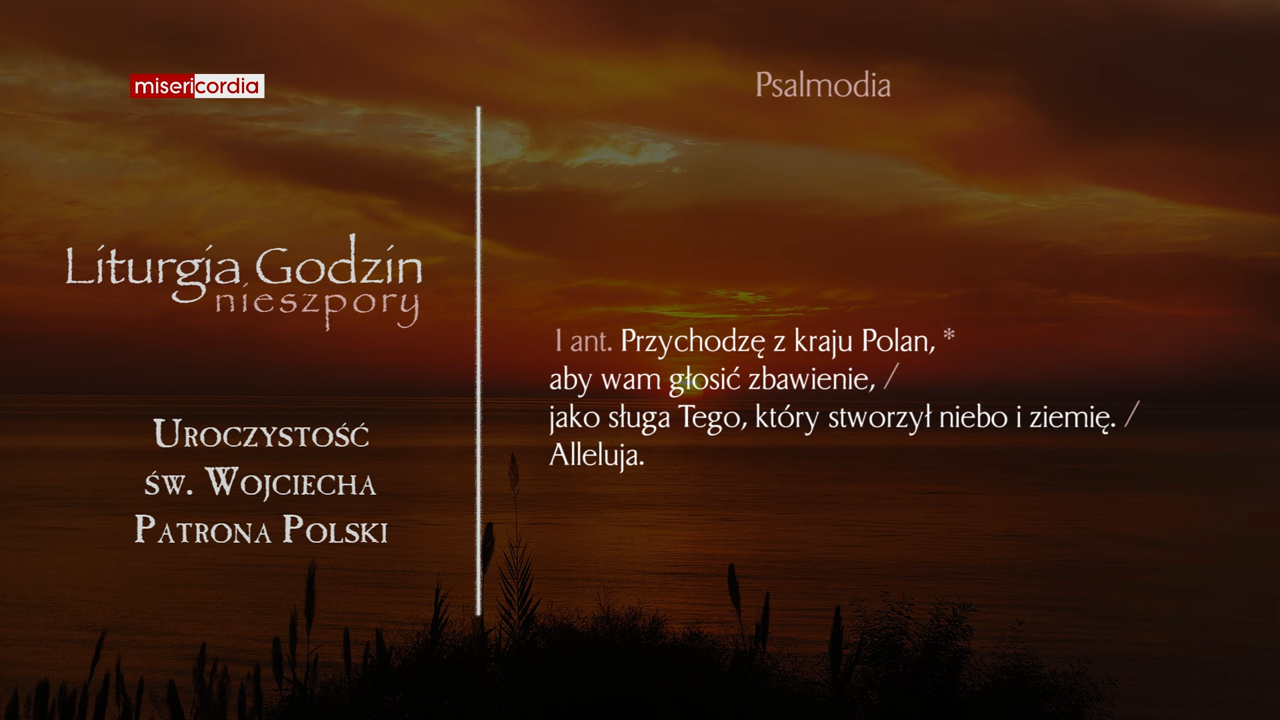 misericordia
Psalmodia
Liturgia Godzin
nieszpory
Uroczystość
św. Wojciecha
Patrona Polski
1 ant. Przychodzę z kraju Polan, *
aby wam głosić zbawienie, /
jako sługa Tego, który stworzył niebo i ziemię. /
Alleluja.